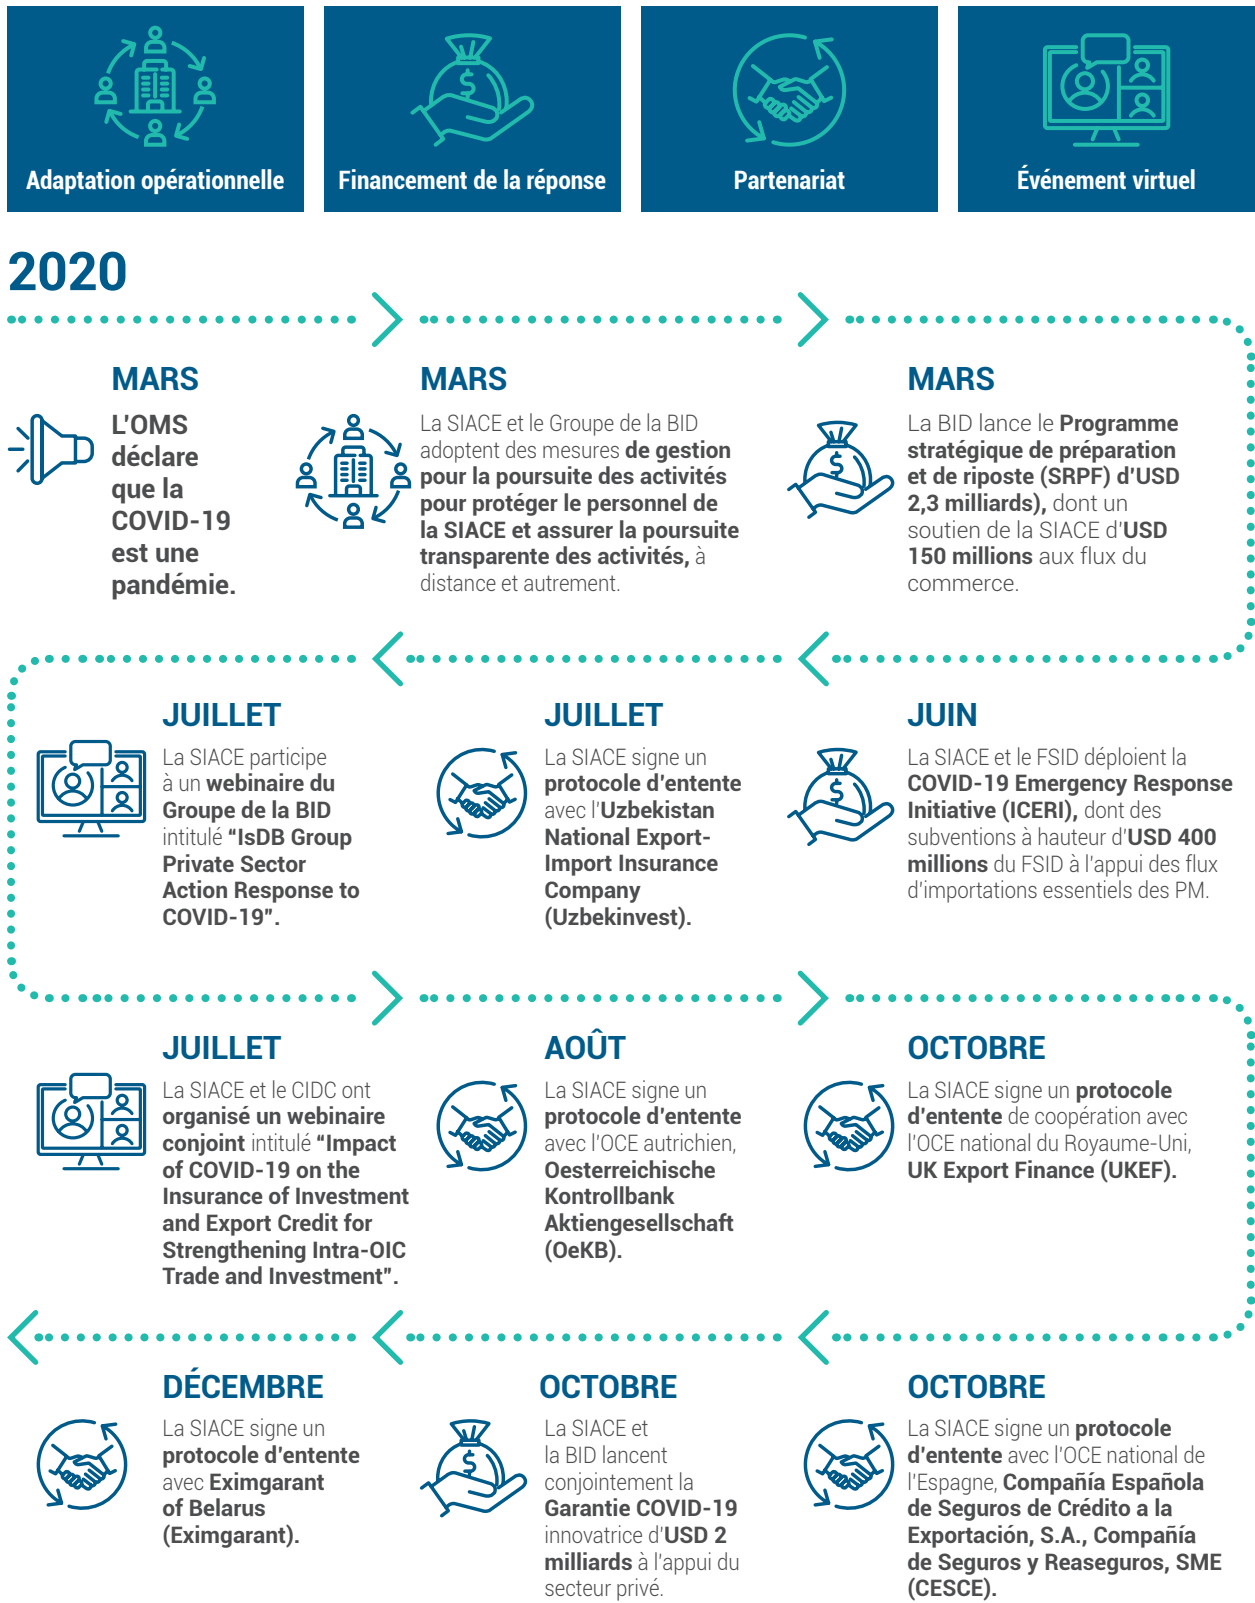 Adaptation opérationnelle
Financement de la réponse
Partenariat
Événement virtuel
2020
MARS
L'OMS
déclare
que la
COVID-19
est une
pandémie.
MARS
La SIACE et le Groupe de la BID
adoptent des mesures de gestion
pour la poursuite des activités
pour protéger le personnel de
la SIACE et assurer la poursuite
transparente des activités, à
distance et autrement.
MARS
La BID lance le Programme
stratégique de préparation
et de riposte (SRPF) d'USD
2,3 milliards), dont un
soutien de la SIACE d'USD
150 millions aux flux du
commerce.
JUIN
La SIACE et le FSID déploient la
COVID-19 Emergency Response
Initiative (ICERI), dont des
subventions à hauteur d'USD 400
millions du FSID à l'appui des flux
d'importations essentiels des PM.
JUILLET
La SIACE signe un
protocole d'entente
avec l'Uzbekistan
National Export-
Import Insurance
Company
(Uzbekinvest).
JUILLET
La SIACE participe
à un webinaire du
Groupe de la BID
intitulé “IsDB Group
Private Sector
Action Response to
COVID-19”.
JUILLET
La SIACE et le CIDC ont
organisé un webinaire
conjoint intitulé “Impact
of COVID-19 on the
Insurance of Investment
and Export Credit for
Strengthening Intra-OIC
Trade and Investment”.
AOÛT
La SIACE signe un
protocole d'entente
avec l'OCE autrichien,
Oesterreichische
Kontrollbank
Aktiengesellschaft
(OeKB).
OCTOBRE
La SIACE signe un protocole
d'entente de coopération avec
l'OCE national du Royaume-Uni,
UK Export Finance (UKEF).
OCTOBRE
La SIACE signe un protocole
d'entente avec l'OCE national de
l'Espagne, Compañía Española
de Seguros de Crédito a la
Exportación, S.A., Compañía
de Seguros y Reaseguros, SME
(CESCE).
OCTOBRE
La SIACE et
la BID lancent
conjointement la
Garantie COVID-19
innovatrice d'USD 2
milliards à l'appui du
secteur privé.
DÉCEMBRE
La SIACE signe un
protocole d'entente
avec Eximgarant
of Belarus
(Eximgarant).